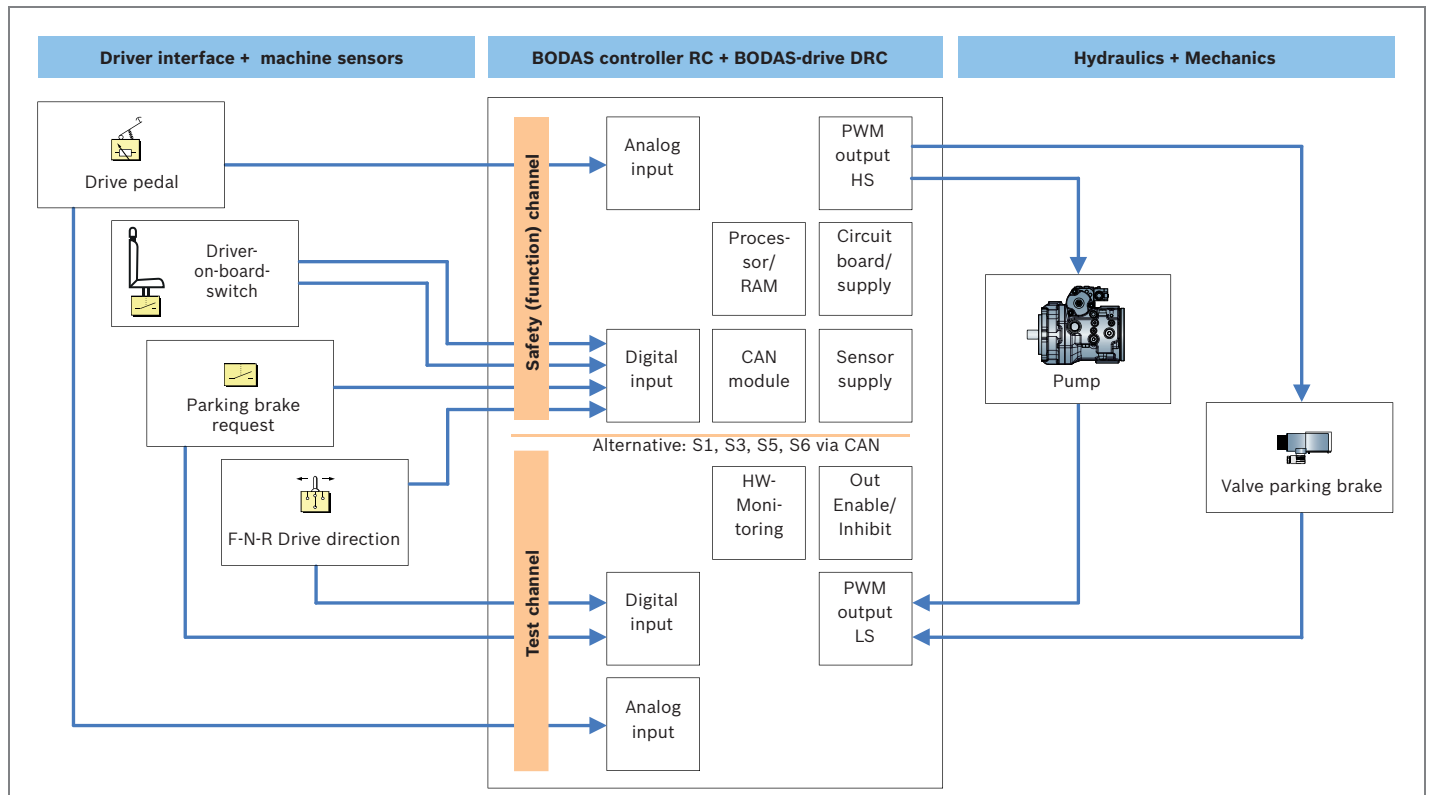 Driver interface + machine sensors
BODAS controller RC + BODAS-drive DRC
Hydraulics + Mechanics
Drive pedal
Driver-
on-board-
switch
Parking brake
request
F-N-R Drive direction
Safety (function) channel
Analog
input
PWM
output
HS
Proces-
sor/
RAM
Circuit
board/
supply
Digital
input
CAN
module
Sensor
supply
Alternative: S1, S3, S5, S6 via CAN
Test channel
HW-
Moni-
toring
Out
Enable/
Inhibit
Digital
input
PWM
output
LS
Analog
input
Pump
Valve parking brake